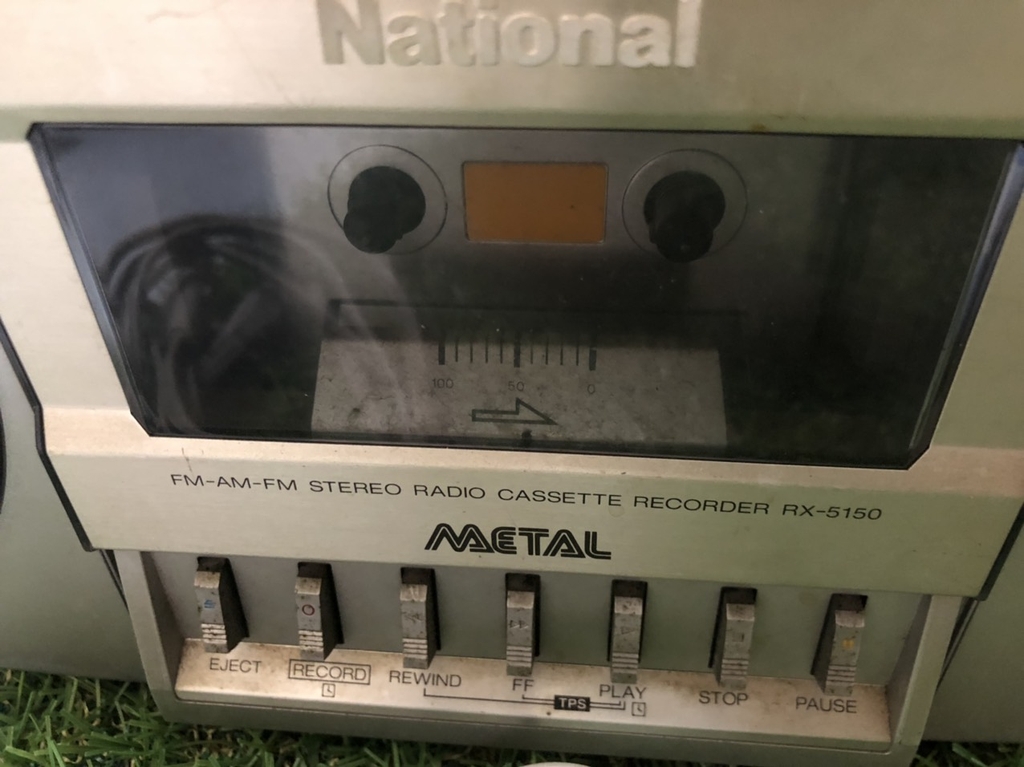 National
100 50 0
FM-AM-FM STEREO RADIO CASSETTE RECORDER RX-5150
METAL
EJECT RECORD REWIND FF PLAY STOP PAUSE
TPS